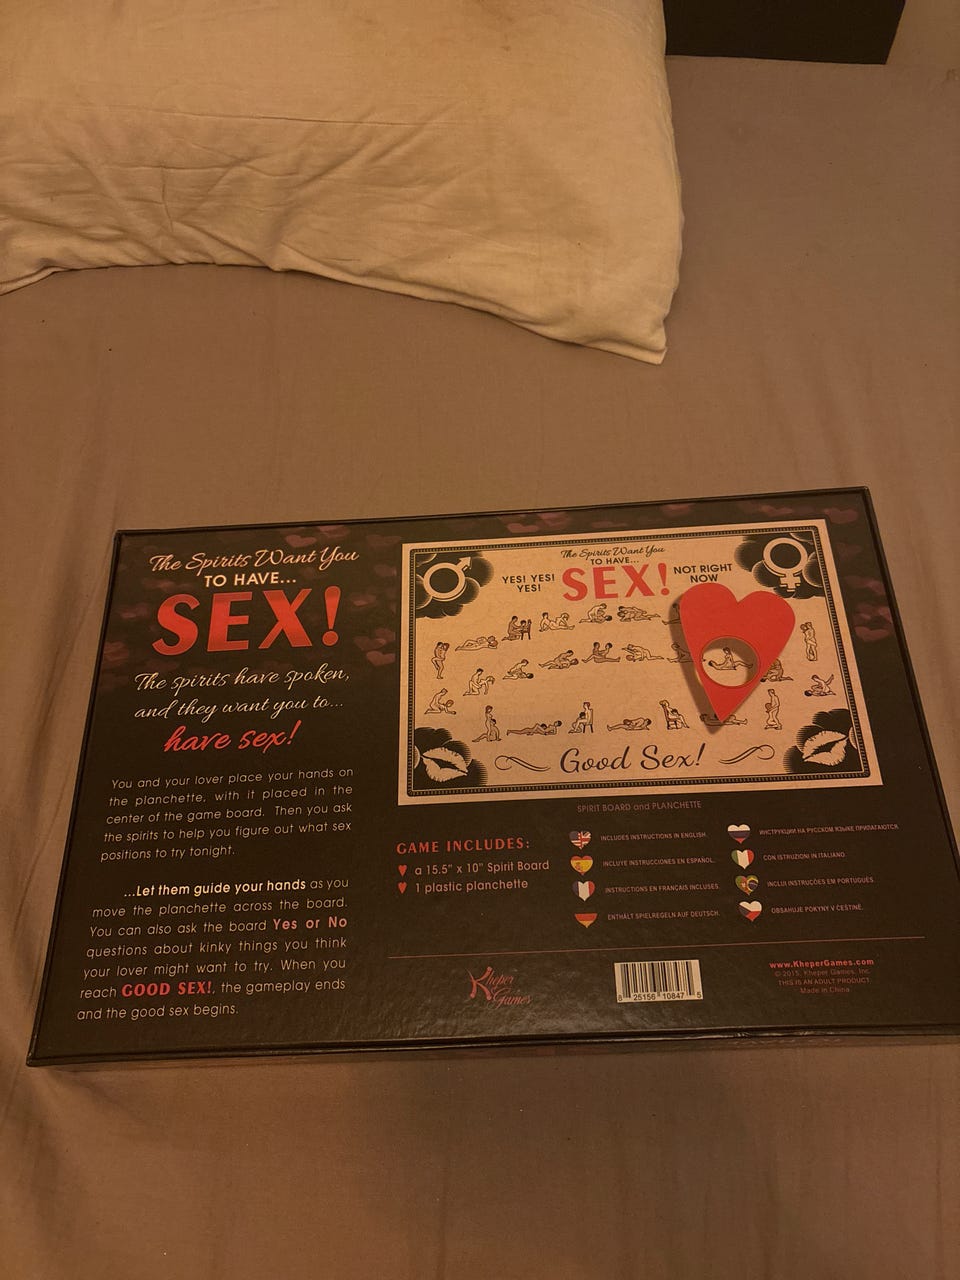 The Spirits Want You
TO HAVE...
SEX!
The spirits have spoken,
and they want you to...
have sex!
You and your lover place your hands on
the planchette, with it placed in the
center of the game board. Then you ask
the spirits to help you figure out what sex
positions to try tonight.
...Let them guide your hands as you
move the planchette across the board.
You can also ask the board Yes or No
questions about kinky things you think
your lover might want to try. When you
reach GOOD SEX!, the gameplay ends
and the good sex begins.
The Spirits Want You
TO HAVE...
YES! YES!
YES!
SEX!
NOT RIGHT
NOW
Good Sex!
SPIRIT BOARD and PLANCHETTE
GAME INCLUDES:
a 15.5" x 10" Spirit Board
1 plastic planchette
INCLUDES INSTRUCTIONS IN ENGLISH.
INCLUYE INSTRUCCIONES EN ESPAÑOL.
INSTRUCTIONS EN FRANÇAIS INCLUSES.
ENTHÄLT SPIELREGELN AUF DEUTSCH.
ИНСТРУКЦИИ НА РУССКОМ ЯЗЫКЕ ПРИЛАГАЮТСЯ.
CON ISTRUZIONI IN ITALIANO.
INCLUI INSTRUÇÕES EM PORTUGUÊS.
OBSAHUJE POKYNY V ČEŠTINĚ.
Kheper
Games
8 25156 10847 5
www.KheperGames.com
© 2015, Kheper Games, Inc.
THIS IS AN ADULT PRODUCT
Made in China.